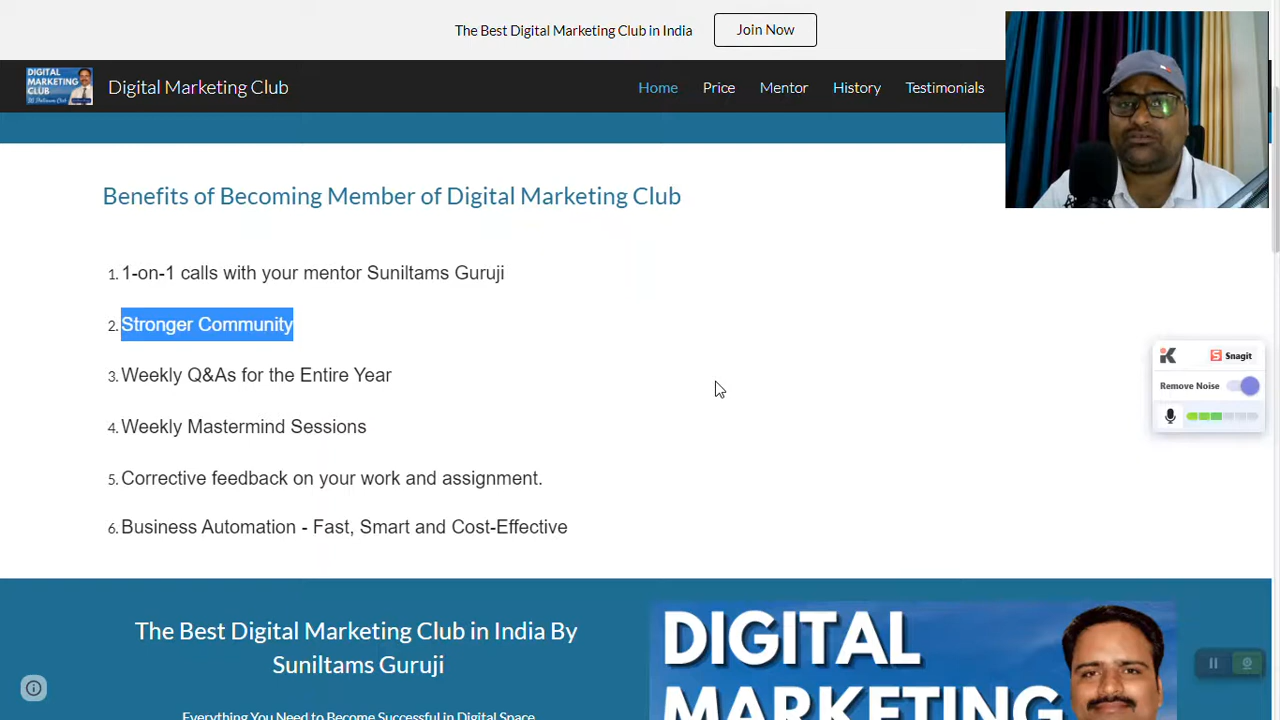 The Best Digital Marketing Club in India
Join Now
DIGITAL
MARKETING
CLUB
Digital Marketing Club
Home
Price
Mentor
History
Testimonials
Benefits of Becoming Member of Digital Marketing Club
1. 1-on-1 calls with your mentor Suniltams Guruji
2. Stronger Community
3. Weekly Q&As for the Entire Year
4. Weekly Mastermind Sessions
5. Corrective feedback on your work and assignment.
6. Business Automation - Fast, Smart and Cost-Effective
Snagit
Remove Noise
The Best Digital Marketing Club in India By
Suniltams Guruji
Everything You Need to Become Successful in Digital Space
DIGITAL
MARKETING